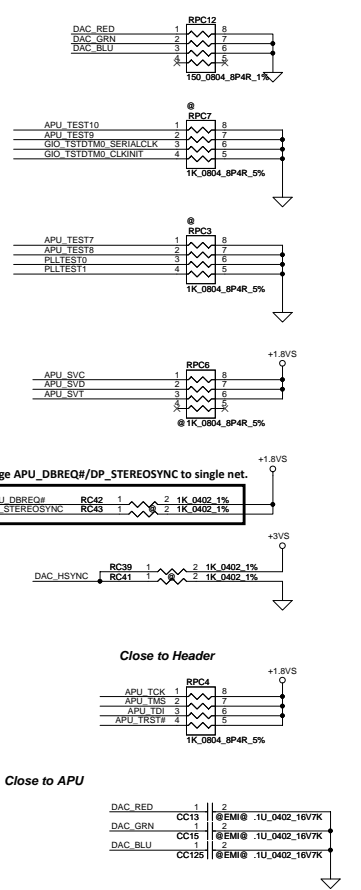 RPC12
DAC_RED 1 8
DAC_GRN 2 7
DAC_BLU 3 6
4 5
150_0804_8P4R_1%
@
RPC7
APU_TEST10 1 8
APU_TEST9 2 7
GIO_TSTDTM0_SERIALCLK 3 6
GIO_TSTDTM0_CLKINIT 4 5
1K_0804_8P4R_5%
@
RPC3
APU_TEST7 1 8
APU_TEST8 2 7
PLLTEST0 3 6
PLLTEST1 4 5
1K_0804_8P4R_5%
+1.8VS
RPC6
APU_SVC 1 8
APU_SVD 2 7
APU_SVT 3 6
4 5
@ 1K_0804_8P4R_5%
+1.8VS
ge APU_DBREQ#/DP_STEREOSYNC to single net.
U_DBREQ# RC42 1 2 1K_0402_1%
_STEREOSYNC RC43 1 @ 2 1K_0402_1%
+3VS
RC39 1 2 1K_0402_1%
DAC_HSYNC RC41 1 @ 2 1K_0402_1%
Close to Header
+1.8VS
RPC4
APU_TCK 1 8
APU_TMS 2 7
APU_TDI 3 6
APU_TRST# 4 5
1K_0804_8P4R_5%
Close to APU
DAC_RED 1 2
CC13 @EMI@ .1U_0402_16V7K
DAC_GRN 1 2
CC15 @EMI@ .1U_0402_16V7K
DAC_BLU 1 2
CC125 @EMI@ .1U_0402_16V7K